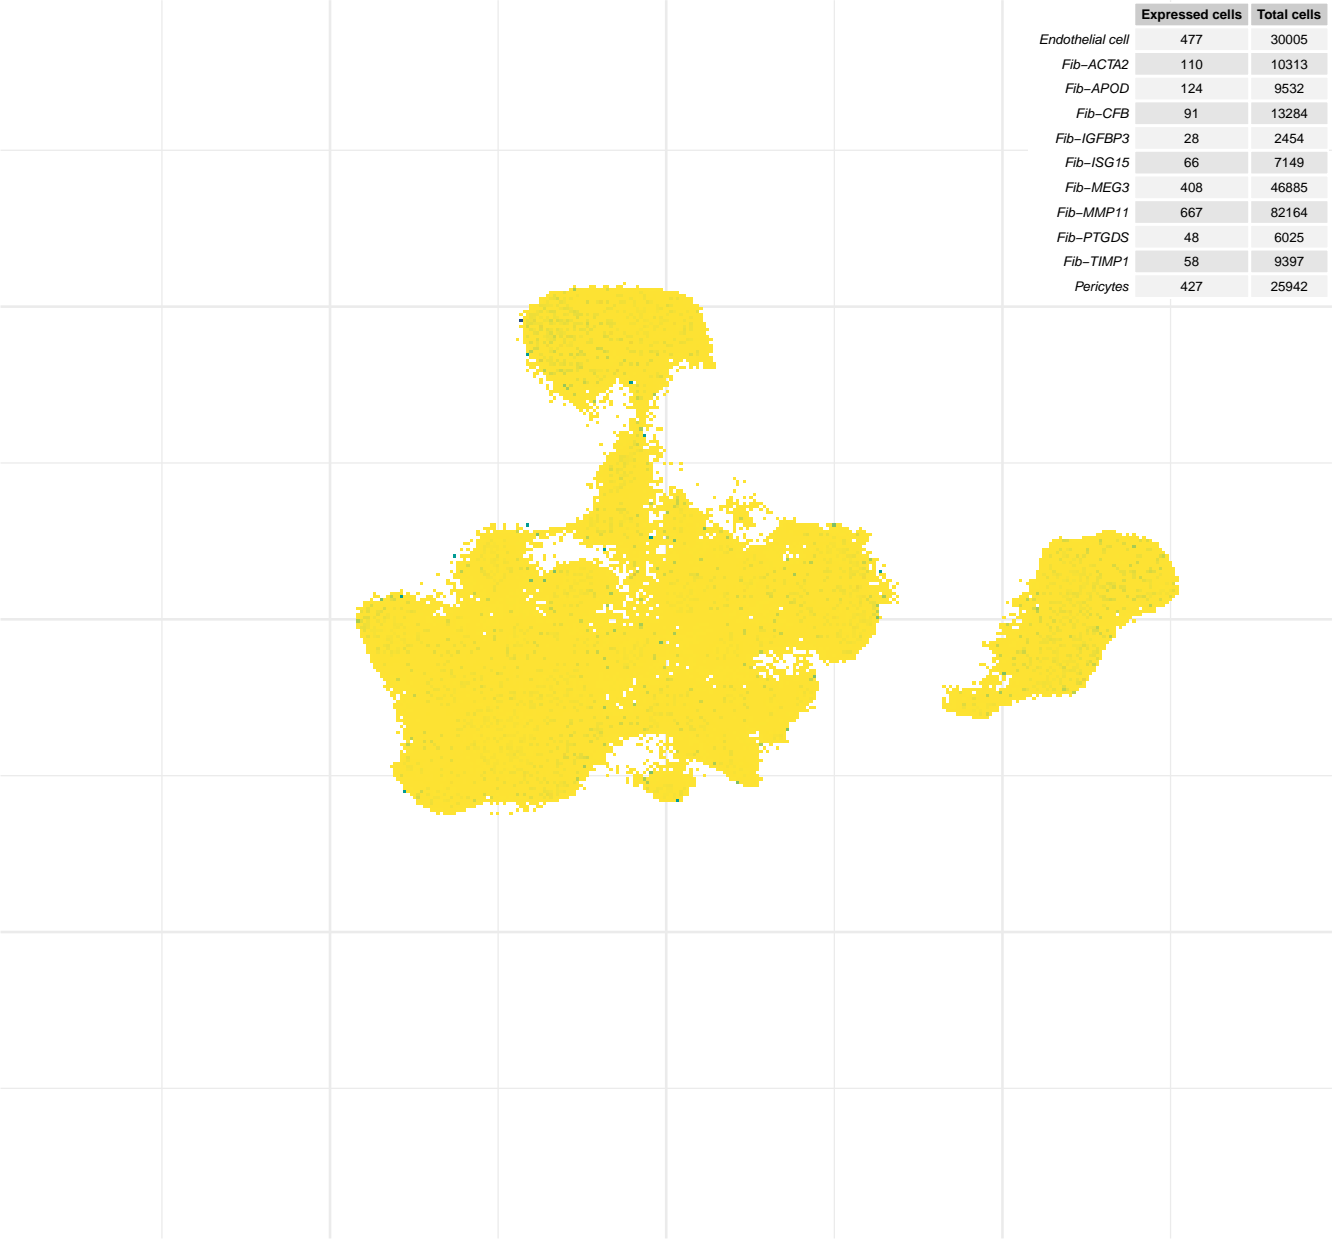 Expressed cells Total cells
Endothelial cell 477 30005
Fib−ACTA2 110 10313
Fib−APOD 124 9532
Fib−CFB 91 13284
Fib−IGFBP3 28 2454
Fib−ISG15 66 7149
Fib−MEG3 408 46885
Fib−MMP11 667 82164
Fib−PTGDS 48 6025
Fib−TIMP1 58 9397
Pericytes 427 25942